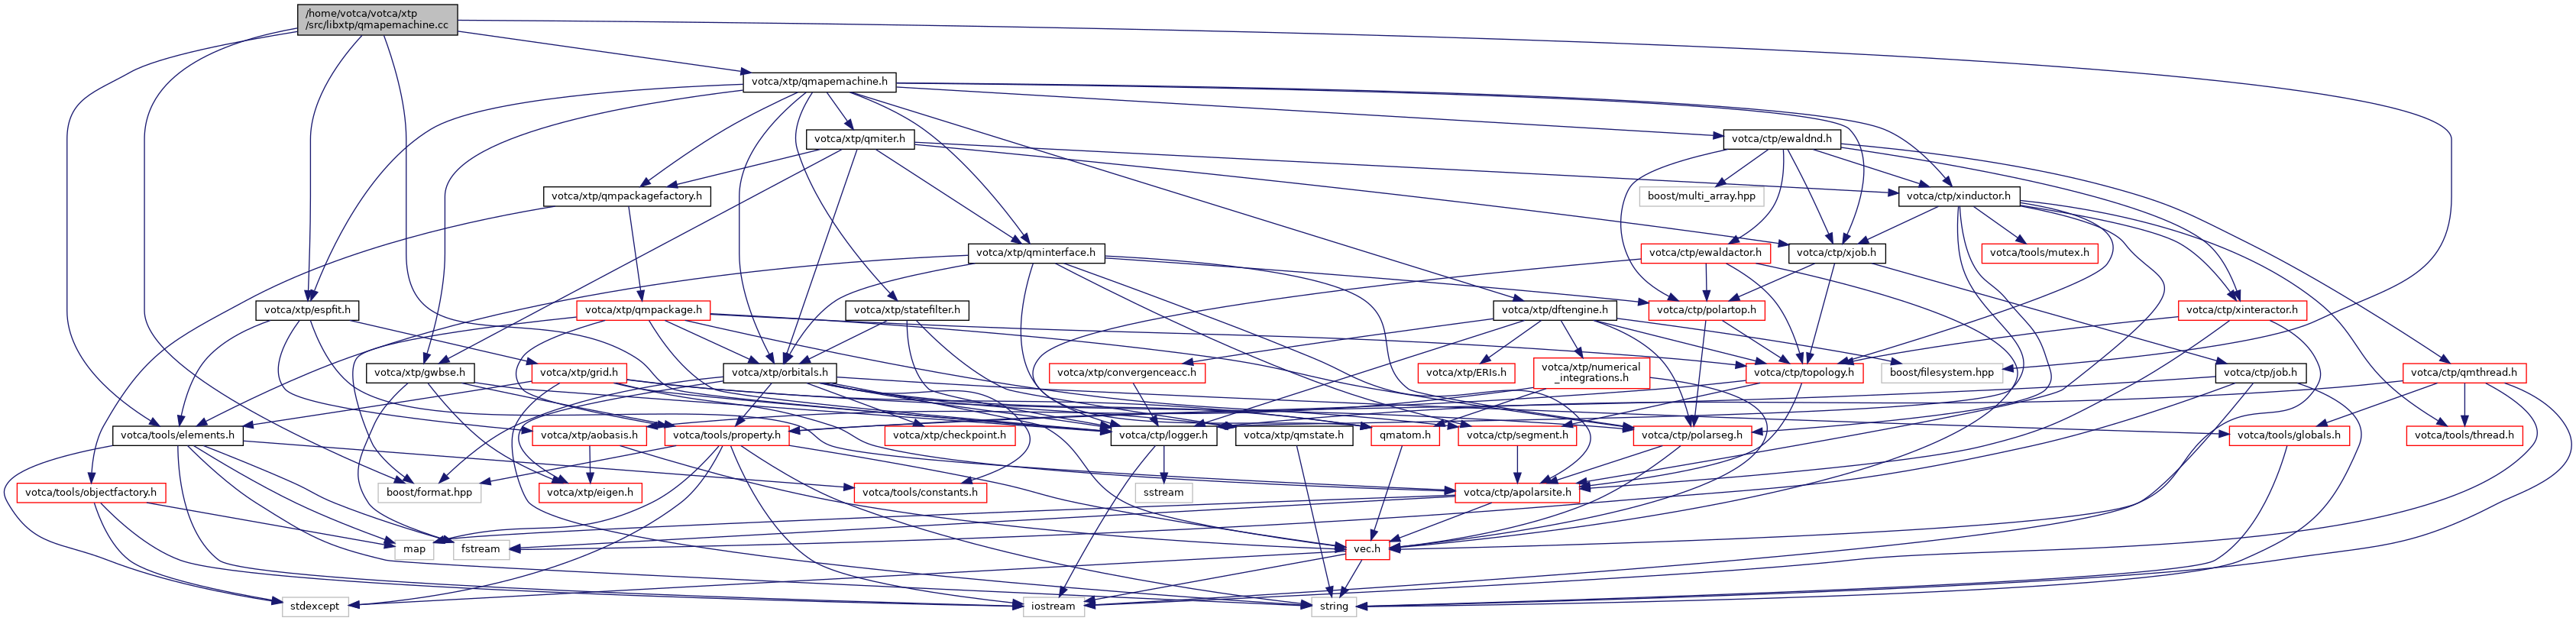 /home/votca/votca/xtp
/src/libxtp/qmapemachine.cc
votca/xtp/qmapemachine.h
votca/xtp/qmiter.h
votca/ctp/ewaldnd.h
votca/xtp/qmpackagefactory.h
boost/multi_array.hpp
votca/ctp/xinductor.h
votca/xtp/qminterface.h
votca/ctp/ewaldactor.h
votca/ctp/xjob.h
votca/tools/mutex.h
votca/xtp/espfit.h
votca/xtp/qmpackage.h
votca/xtp/statefilter.h
votca/xtp/dftengine.h
votca/ctp/polartop.h
votca/ctp/xinteractor.h
votca/xtp/gwbse.h
votca/xtp/grid.h
votca/xtp/orbitals.h
votca/xtp/convergenceacc.h
votca/xtp/ERIs.h
votca/xtp/numerical
_integrations.h
votca/ctp/topology.h
boost/filesystem.hpp
votca/ctp/job.h
votca/ctp/qmthread.h
votca/tools/elements.h
votca/xtp/aobasis.h
votca/tools/property.h
votca/xtp/checkpoint.h
votca/ctp/logger.h
votca/xtp/qmstate.h
qmatom.h
votca/ctp/segment.h
votca/ctp/polarseg.h
votca/tools/globals.h
votca/tools/thread.h
votca/tools/objectfactory.h
boost/format.hpp
votca/xtp/eigen.h
votca/tools/constants.h
sstream
votca/ctp/apolarsite.h
map
fstream
vec.h
stdexcept
iostream
string